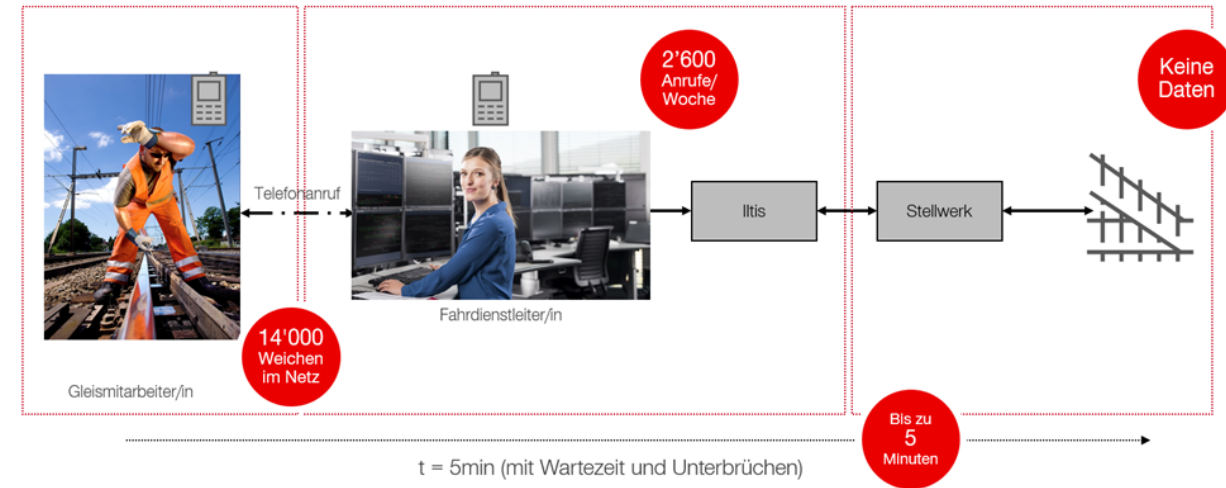 2'600
Anrufe/
Woche
Keine
Daten
Telefonanruf
Iltis
Stellwerk
Fahrdienstleiter/in
14'000
Weichen
im Netz
Gleismitarbeiter/in
Bis zu
5
Minuten
t = 5min (mit Wartezeit und Unterbrüchen)